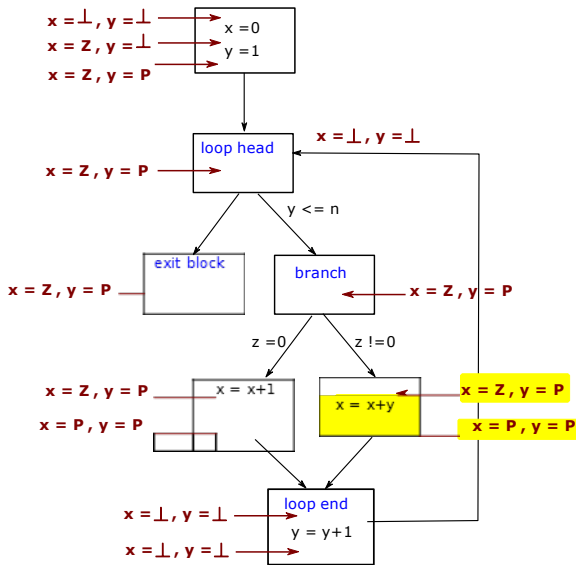 x = ⊥ , y = ⊥
x = 0
x = Z , y = ⊥
y = 1
x = Z , y = P
x = ⊥ , y = ⊥
loop head
x = Z , y = P
y <= n
exit block
branch
x = Z , y = P
x = Z , y = P
z =0
z !=0
x = Z , y = P
x = x+1
x = Z , y = P
x = x+y
x = P , y = P
x = P , y = P
loop end
x = ⊥ , y = ⊥
y = y+1
x = ⊥ , y = ⊥